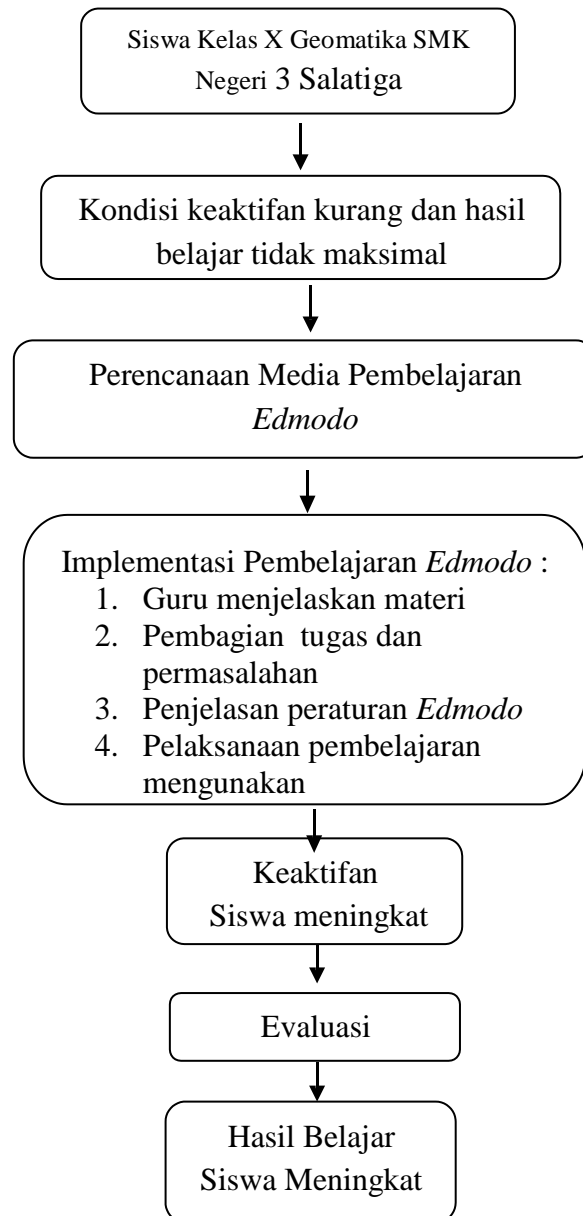 Siswa Kelas X Geomatika SMK
Negeri 3 Salatiga
Kondisi keaktifan kurang dan hasil
belajar tidak maksimal
Perencanaan Media Pembelajaran
Edmodo
Implementasi Pembelajaran Edmodo :
1. Guru menjelaskan materi
2. Pembagian tugas dan
permasalahan
3. Penjelasan peraturan Edmodo
4. Pelaksanaan pembelajaran
mengunakan
Keaktifan
Siswa meningkat
Evaluasi
Hasil Belajar
Siswa Meningkat